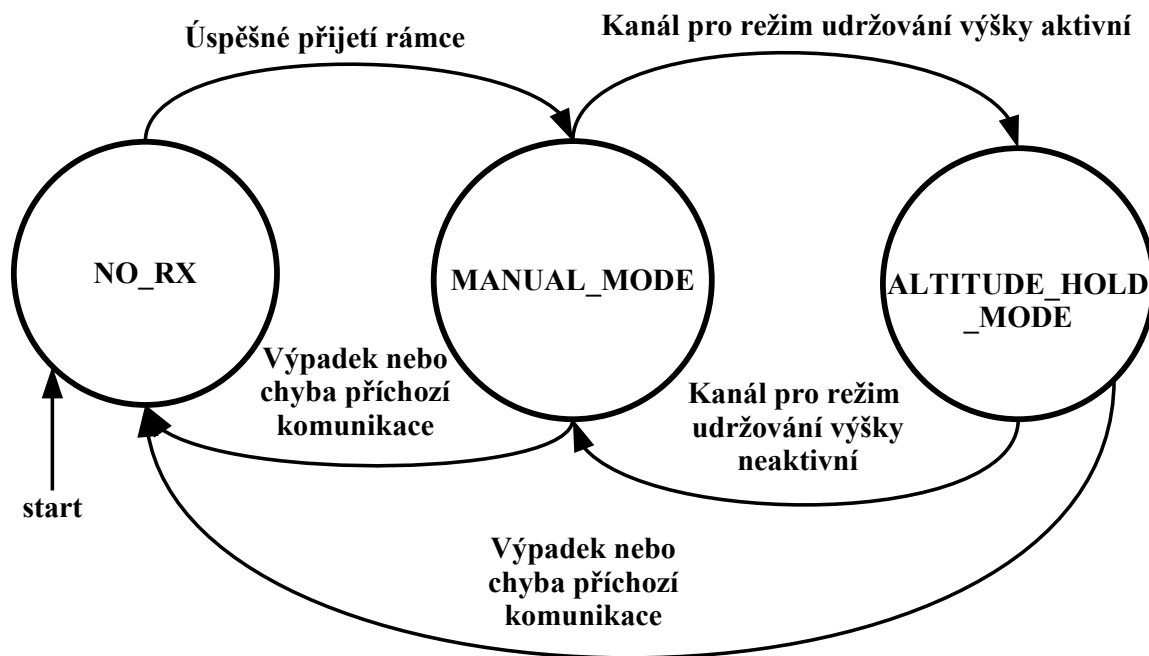 Úspěšné přijetí rámce
Kanál pro režim udržování výšky aktivní
NO_RX
MANUAL_MODE
ALTITUDE_HOLD
_MODE
Výpadek nebo
chyba příchozí
komunikace
Kanál pro režim
udržování výšky
neaktivní
start
Výpadek nebo
chyba příchozí
komunikace